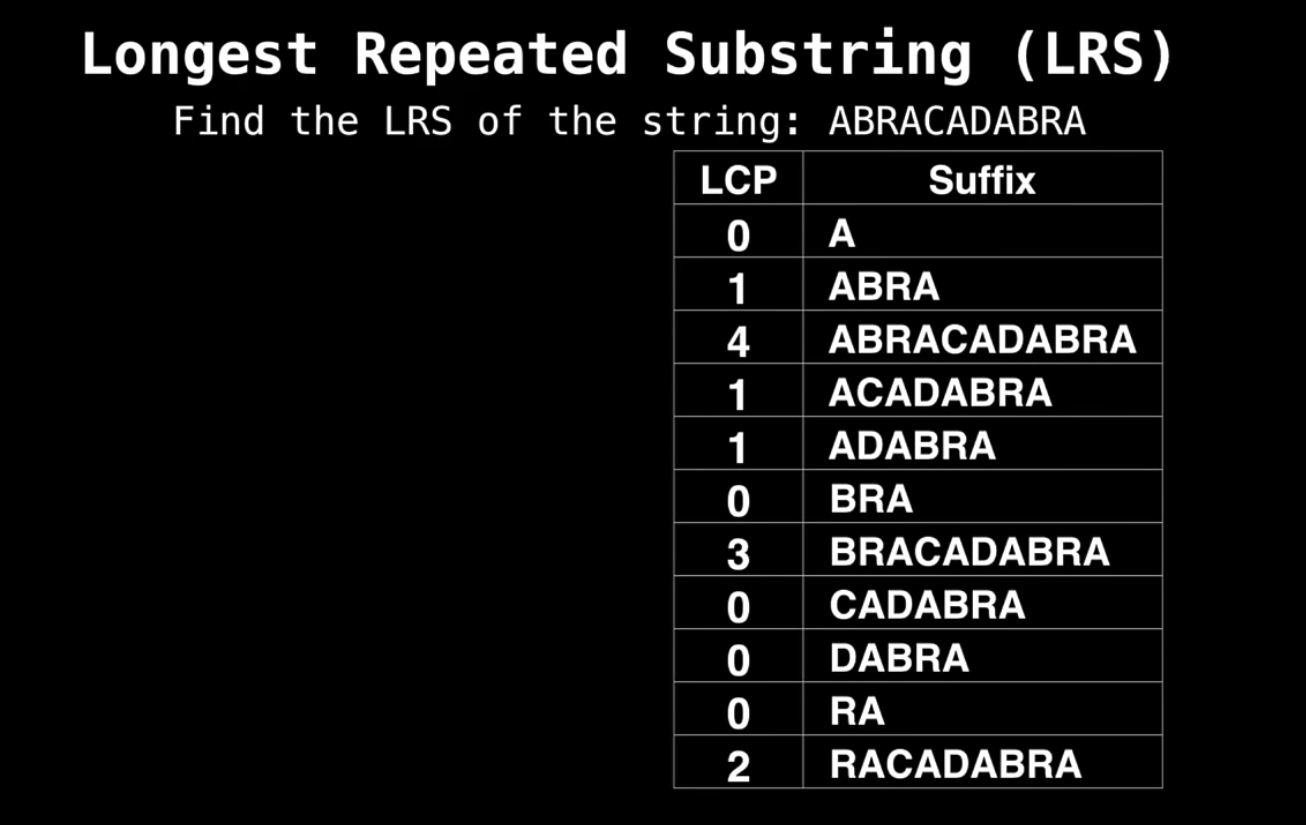 Longest Repeated Substring (LRS)
Find the LRS of the string: ABRACADABRA
LCP Suffix
0 A
1 ABRA
4 ABRACADABRA
1 ACADABRA
1 ADABRA
0 BRA
3 BRACADABRA
0 CADABRA
0 DABRA
0 RA
2 RACADABRA